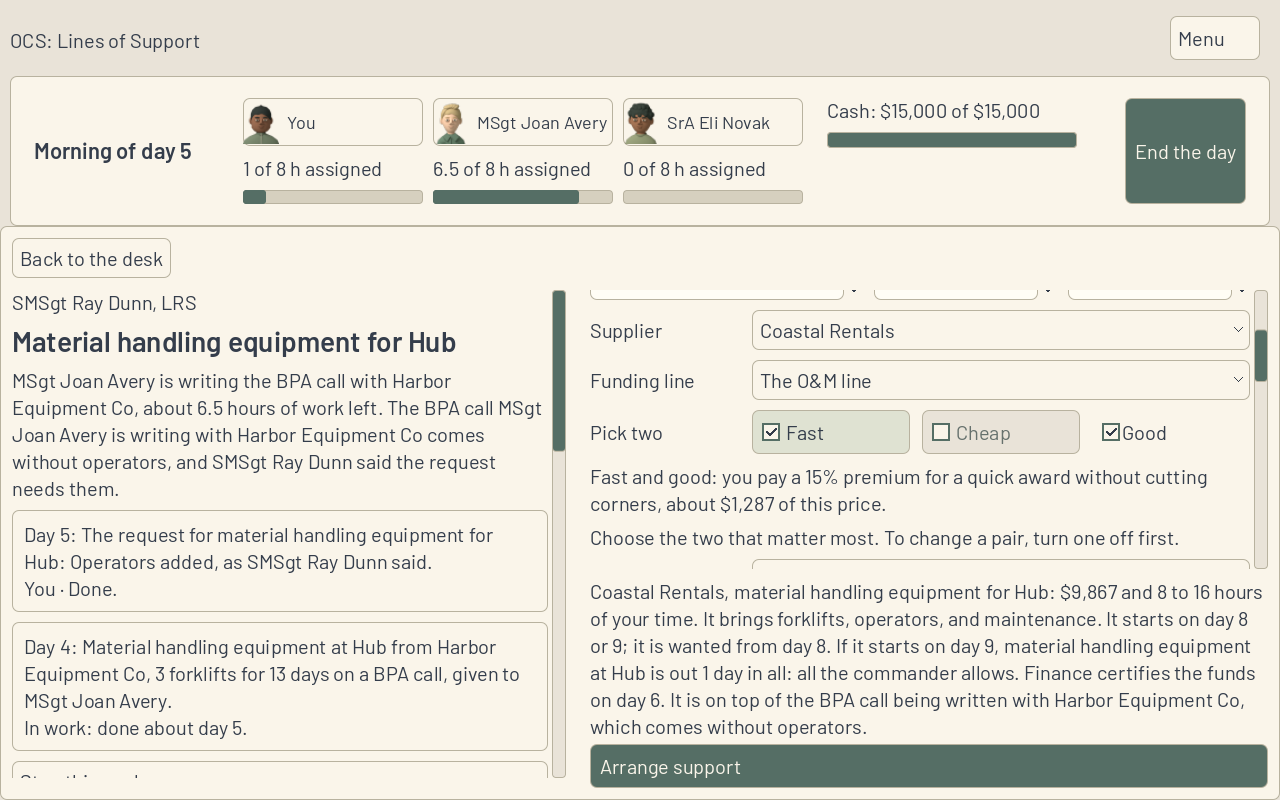 OCS: Lines of Support
Menu
Morning of day 5
You
1 of 8 h assigned
MSgt Joan Avery
6.5 of 8 h assigned
SrA Eli Novak
0 of 8 h assigned
Cash: $15,000 of $15,000
End the day
Back to the desk
SMSgt Ray Dunn, LRS
Material handling equipment for Hub
MSgt Joan Avery is writing the BPA call with Harbor
Equipment Co, about 6.5 hours of work left. The BPA call MSgt
Joan Avery is writing with Harbor Equipment Co comes
without operators, and SMSgt Ray Dunn said the request
needs them.
Day 5: The request for material handling equipment for
Hub: Operators added, as SMSgt Ray Dunn said.
You · Done.
Day 4: Material handling equipment at Hub from Harbor
Equipment Co, 3 forklifts for 13 days on a BPA call, given to
MSgt Joan Avery.
In work: done about day 5.
Supplier
Coastal Rentals
Funding line
The O&M line
Pick two
Fast
Cheap
Good
Fast and good: you pay a 15% premium for a quick award without cutting
corners, about $1,287 of this price.
Choose the two that matter most. To change a pair, turn one off first.
Coastal Rentals, material handling equipment for Hub: $9,867 and 8 to 16 hours
of your time. It brings forklifts, operators, and maintenance. It starts on day 8
or 9; it is wanted from day 8. If it starts on day 9, material handling equipment
at Hub is out 1 day in all: all the commander allows. Finance certifies the funds
on day 6. It is on top of the BPA call being written with Harbor Equipment Co,
which comes without operators.
Arrange support